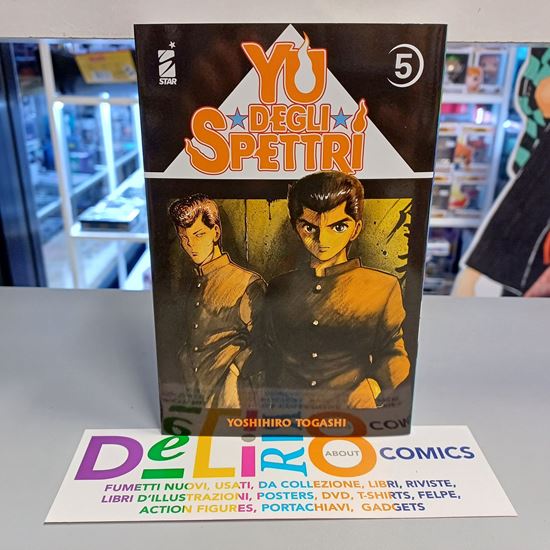 STAR
YU
DEGLI
SPETTRI
5
YOSHIHIRO TOGASHI
DeLiRiO
ABOUT
COMICS
FUMETTI NUOVI, USATI, DA COLLEZIONE, LIBRI, RIVISTE,
LIBRI D'ILLUSTRAZIONI, POSTERS, DVD, T-SHIRTS, FELPE,
ACTION FIGURES, PORTACHIAVI, GADGETS